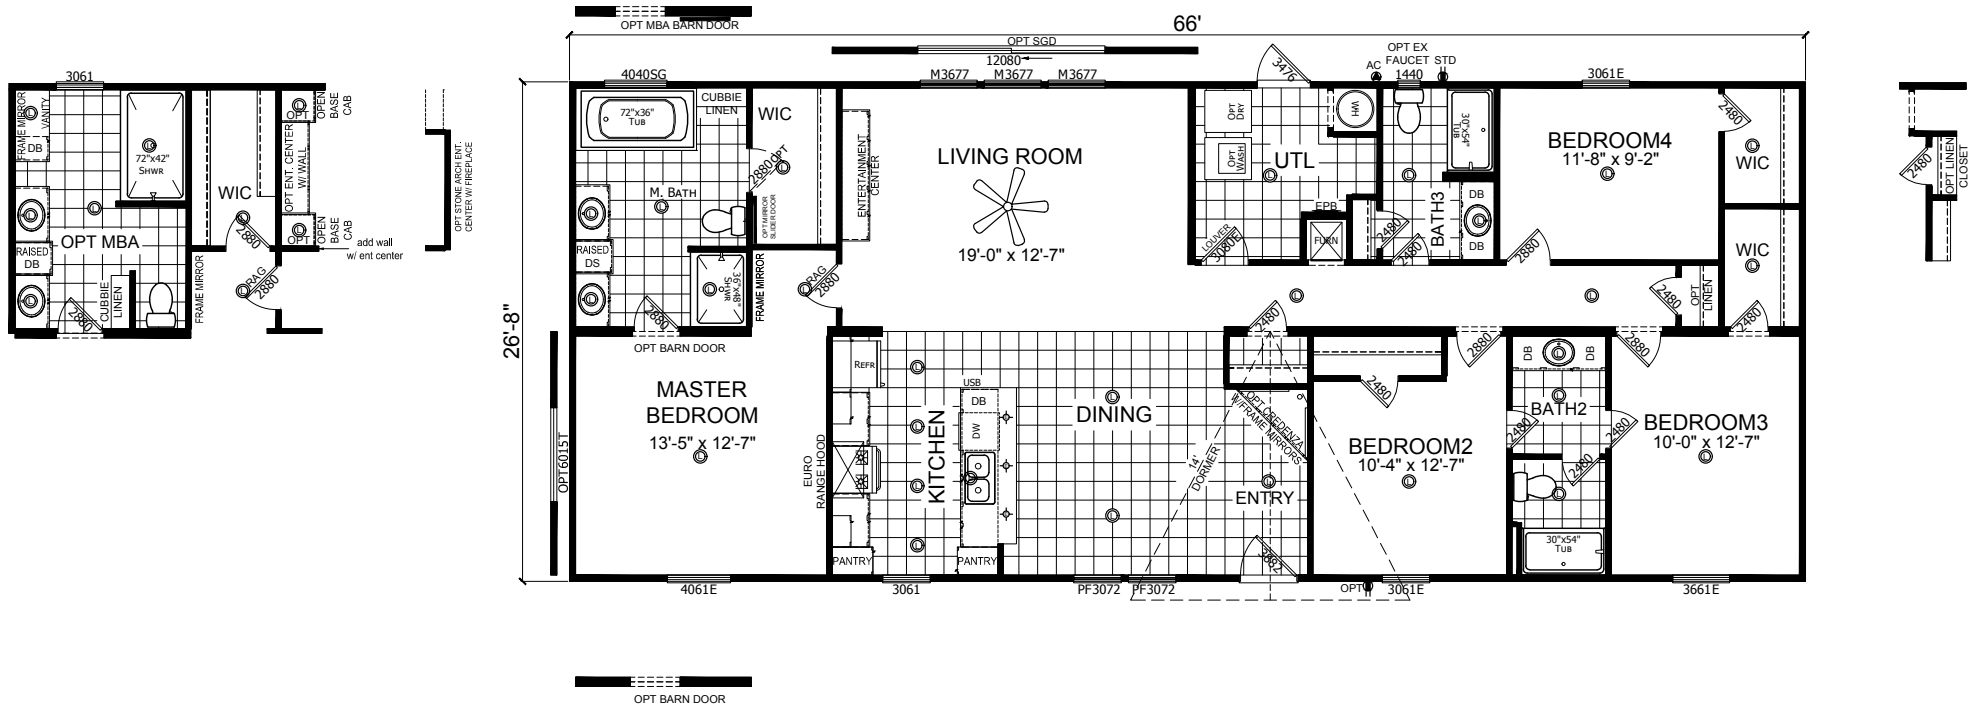 OPT MBA BARN DOOR
66'
OPT SGD
12080
OPT EX
FAUCET
STD
AC
3061
4040SG
M3677
M3677
M3677
3476
1440
3061E
FRAME MIRROR
VANITY
DB
72"x42"
SHWR
WIC
OPT
OPEN
BASE
CAB
OPT ENT. CENTER
W/ WALL
OPT
OPEN
BASE
CAB
OPT STONE ARCH ENT.
CENTER W/ FIREPLACE
add wall
w/ ent center
RAISED
DB
OPT MBA
2880
RAG
2880
FRAME MIRROR
CUBBIE
LINEN
2880
26'-8"
72"x36"
TUB
CUBBIE
LINEN
WIC
2880 OPT
M. BATH
OPT MIRROR
SLIDER DOOR
RAISED
DS
36"x48"
SHWR
FRAME MIRROR
RAG
2880
2880
OPT BARN DOOR
ENTERTAINMENT
CENTER
LIVING ROOM
19'-0" x 12'-7"
OPT
DRY
OPT
WASH
WH
UTL
EPB
FURN
LOUVER
3080E
30"x54"
TUB
DB
DB
BATH3
2480
2480
BEDROOM4
11'-8" x 9'-2"
2880
2480
WIC
WIC
2480
OPT
LINEN
2480
2480
OPT LINEN
CLOSET
MASTER
BEDROOM
13'-5" x 12'-7"
OPT6015T
REFR
EURO
RANGE HOOD
KITCHEN
USB
DB
DW
PANTRY
PANTRY
DINING
2480
OPT CREDENZA
W/FRAME MIRRORS
14'
DORMER
ENTRY
3882
2480
BEDROOM2
10'-4" x 12'-7"
2880
DB
DB
BATH2
2480
2480
2480
30"x54"
TUB
2880
BEDROOM3
10'-0" x 12'-7"
2480
4061E
3061
PF3072
PF3072
OPT
3061E
3661E
OPT BARN DOOR